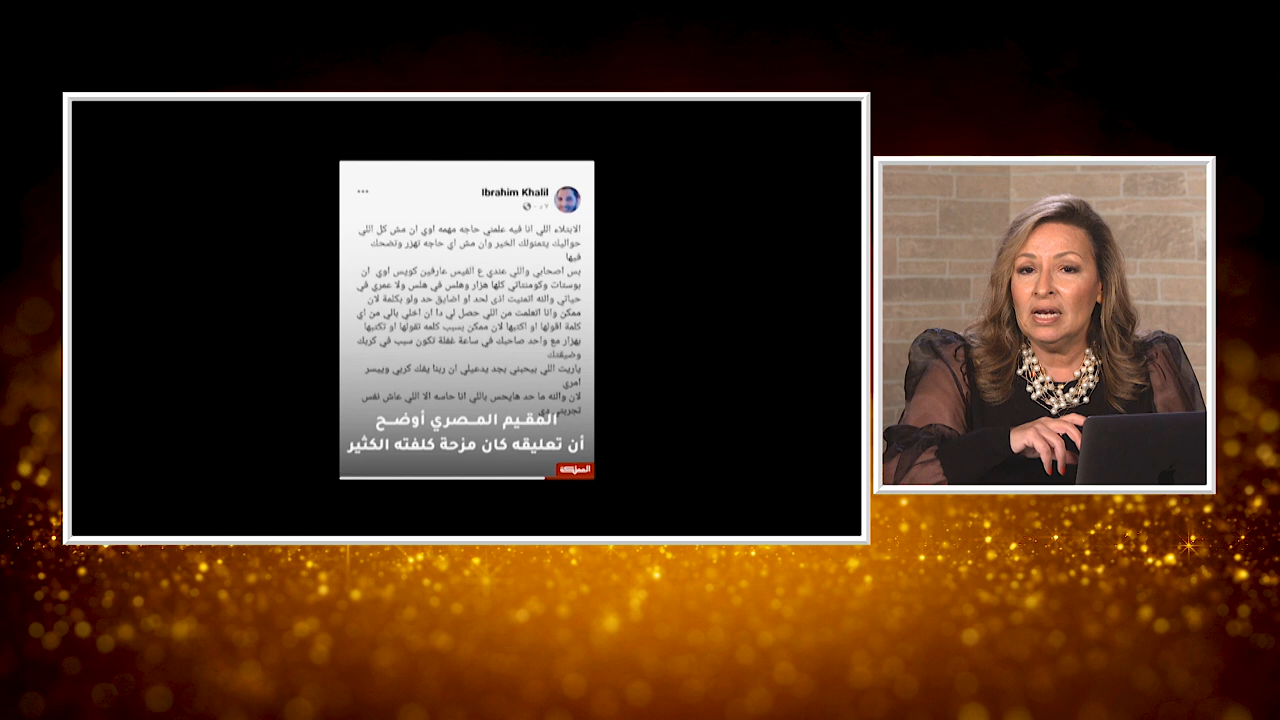 Ibrahim Khalil
الابتلاء اللي انا فيه علمني حاجه مهمه اوي ان مش كل اللي
حواليك يتمنولك الخير وان مش اي حاجه تهزر وتضحك
فيها
بس اصحابي واللي عندي ع الفيس عارفين كويس اوي ان
بوستات وكومنتاتي كلها هزار وهلس في هلس ولا عمري في
حياتي والله اتمنيت اذى لحد او اضايق حد ولو بكلمة لان
ممكن وانا اتعلمت من اللي حصل لي دا ان اخلي بالي من اي
كلمة اقولها او اكتبها لان ممكن بسبب كلمه تقولها او تكتبها
بهزار مع واحد صاحبك في ساعة غفلة تكون سبب في كربك
وضيقتك
ياريت اللي بيحبني بجد يدعيلي ان ربنا يفك كربي وييسر
امري
لان والله ما حد هايحس باللي انا حاسه الا اللي عاش نفس
تجربتي دي
المقيم المصري أوضح
أن تعليقه كان مزحة كلفته الكثير
المملكة